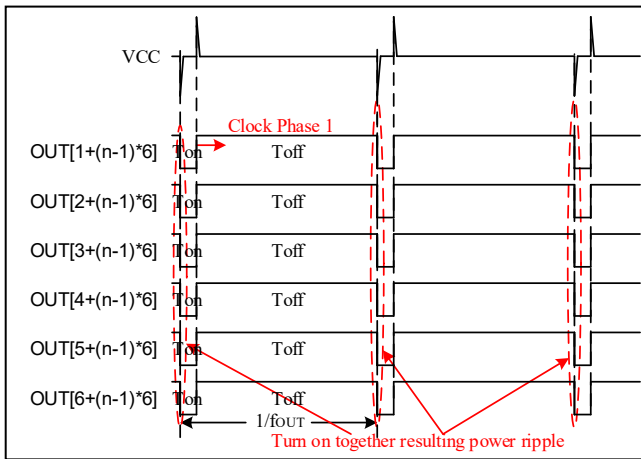 VCC
Clock Phase 1
OUT[1+(n-1)*6] Ton Toff
OUT[2+(n-1)*6] Ton Toff
OUT[3+(n-1)*6] Ton Toff
OUT[4+(n-1)*6] Ton Toff
OUT[5+(n-1)*6] Ton Toff
OUT[6+(n-1)*6] Ton Toff
1/fOUT
Turn on together resulting power ripple